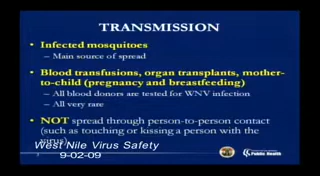 TRANSMISSION
• Infected mosquitoes
– Main source of spread
• Blood transfusions, organ transplants, mother-
to-child (pregnancy and breastfeeding)
– All blood donors are tested for WNV infection
– All very rare
• NOT spread through person-to-person contact
(such as touching or kissing a person with the
virus)
West Nile Virus Safety
9-02-09
Public Health